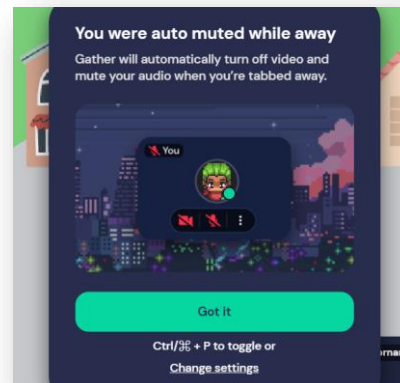 You were auto muted while away
Gather will automatically turn off video and
mute your audio when you're tabbed away.
You
Got it
Ctrl/⌘ + P to toggle or
Change settings